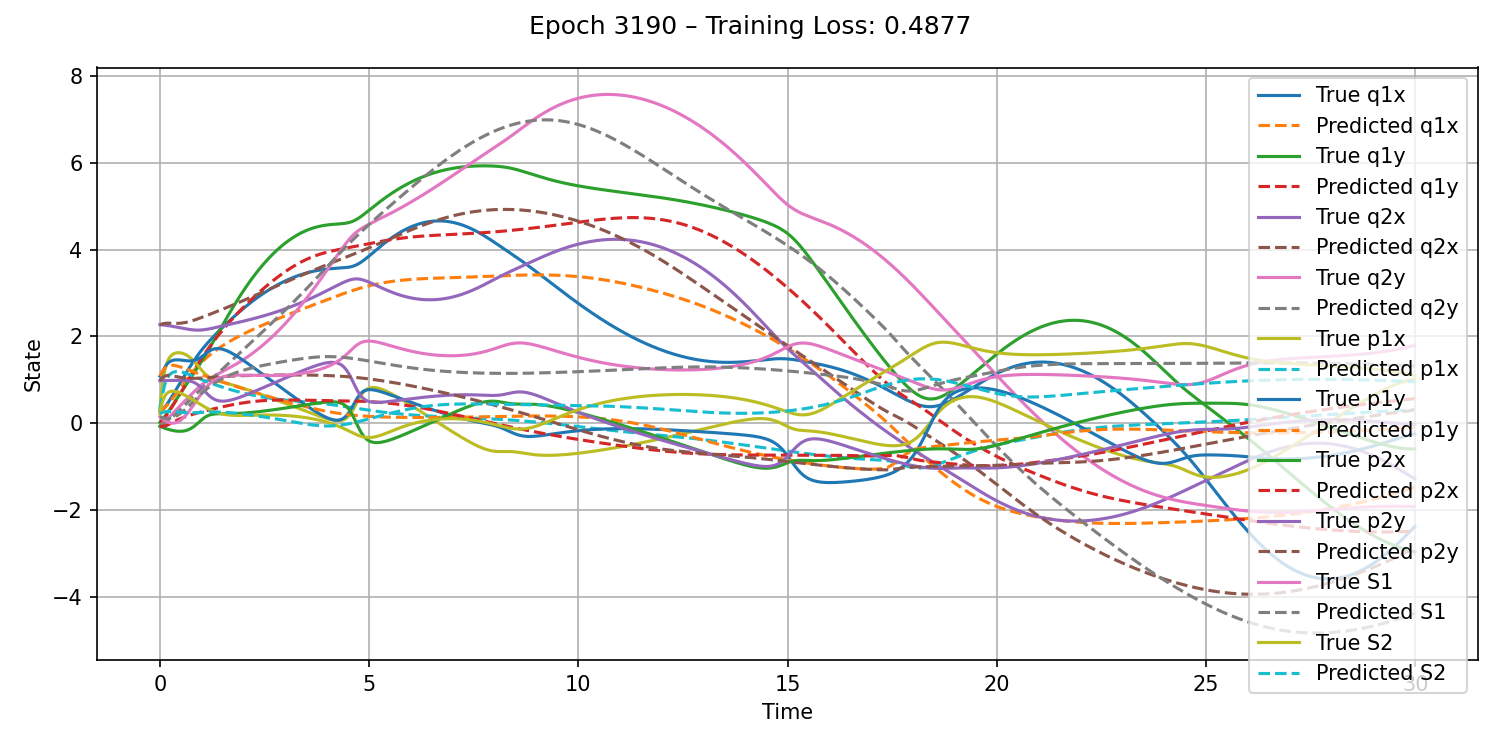 Epoch 3190 – Training Loss: 0.4877
8
6
4
2
0
−2
−4
State
0
5
10
15
20
25
30
Time
True q1x
Predicted q1x
True q1y
Predicted q1y
True q2x
Predicted q2x
True q2y
Predicted q2y
True p1x
Predicted p1x
True p1y
Predicted p1y
True p2x
Predicted p2x
True p2y
Predicted p2y
True S1
Predicted S1
True S2
Predicted S2